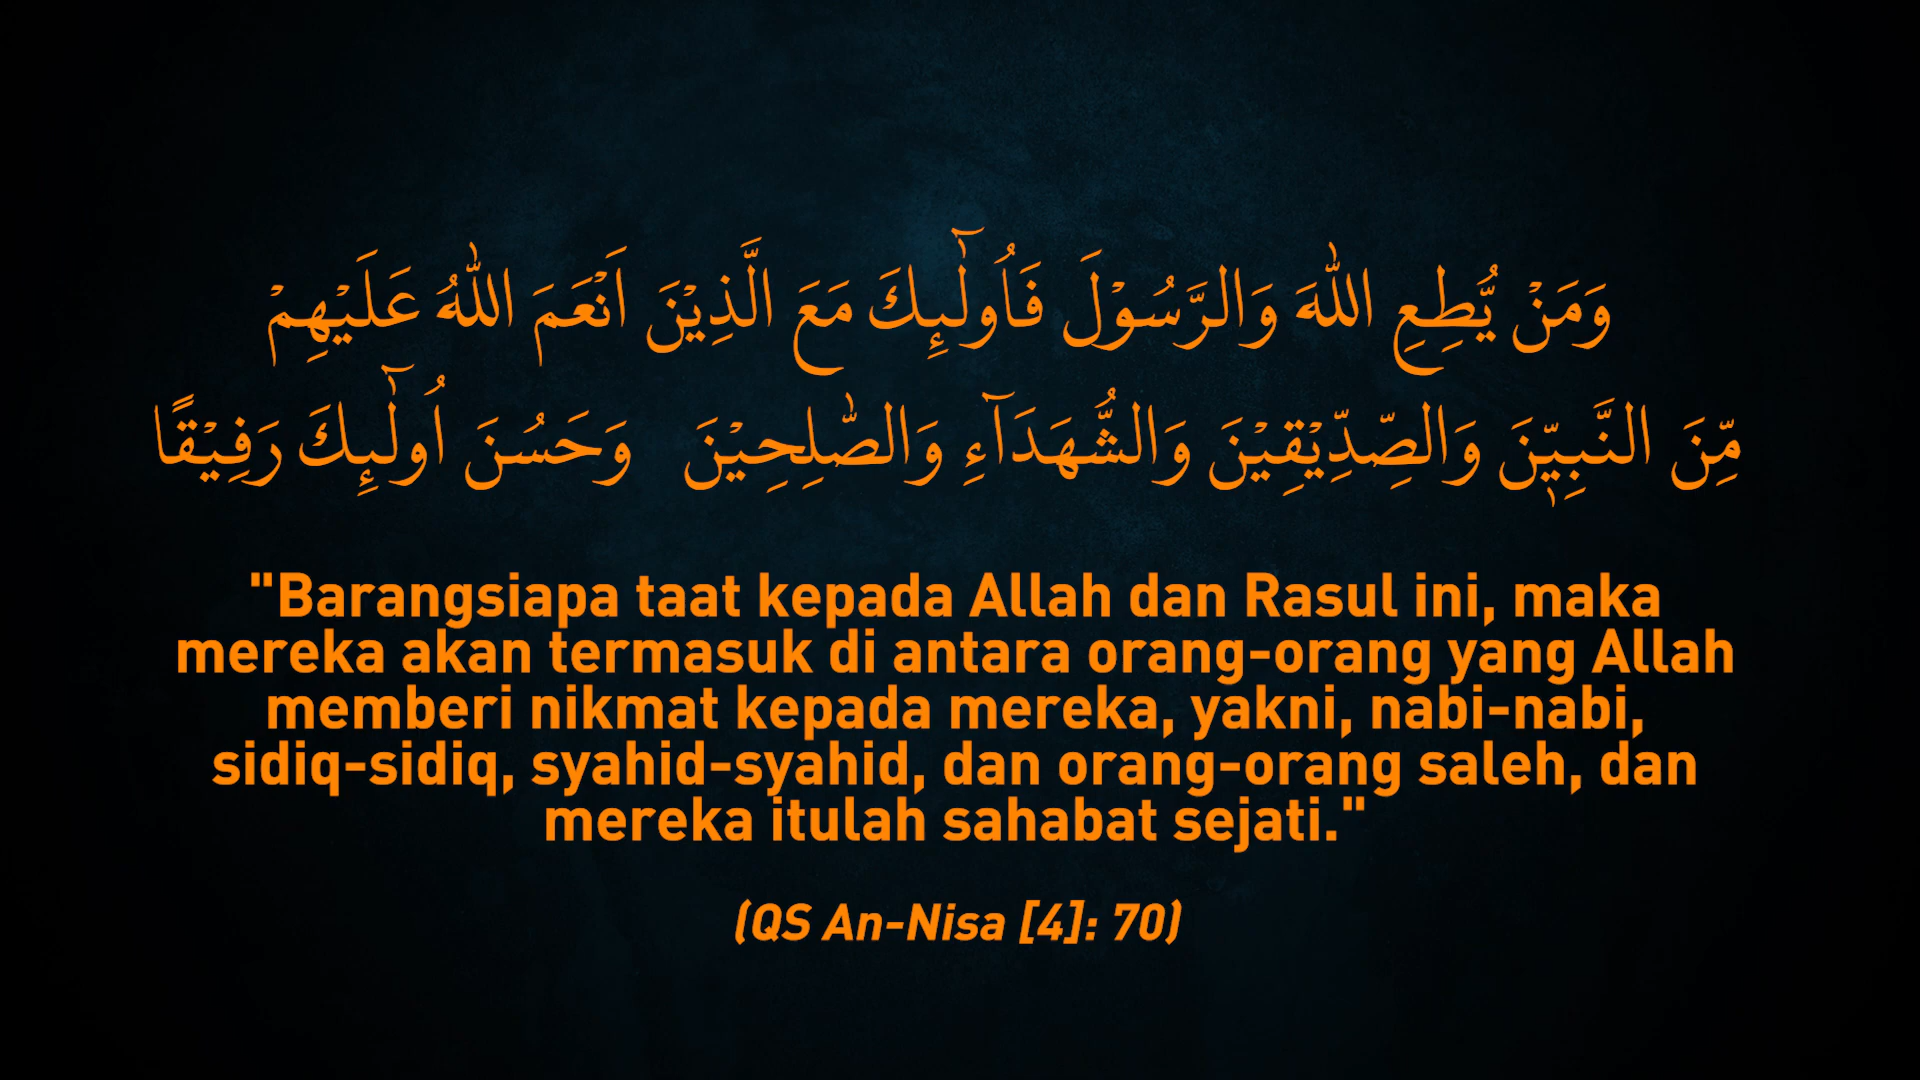 وَمَنْ يُّطِعِ اللّٰهَ وَالرَّسُوْلَ فَاُولٰۤىِٕكَ مَعَ الَّذِيْنَ اَنْعَمَ اللّٰهُ عَلَيْهِمْ
مِّنَ النَّبِيّٖنَ وَالصِّدِّيْقِيْنَ وَالشُّهَدَاۤءِ وَالصّٰلِحِيْنَ وَحَسُنَ اُولٰۤىِٕكَ رَفِيْقًا
"Barangsiapa taat kepada Allah dan Rasul ini, maka
mereka akan termasuk di antara orang-orang yang Allah
memberi nikmat kepada mereka, yakni, nabi-nabi,
sidiq-sidiq, syahid-syahid, dan orang-orang saleh, dan
mereka itulah sahabat sejati."
(QS An-Nisa [4]: 70)